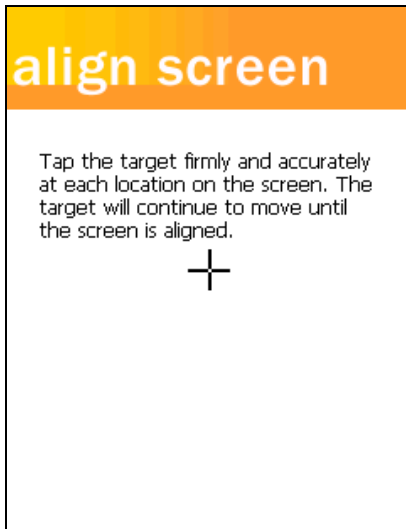 align screen
Tap the target firmly and accurately
at each location on the screen. The
target will continue to move until
the screen is aligned.